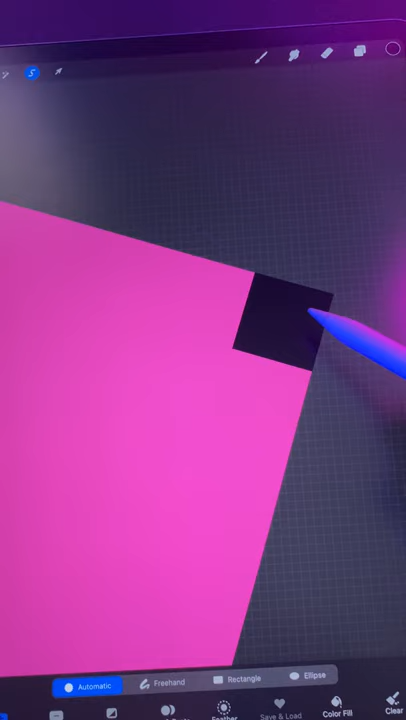 Automatic
Freehand
Rectangle
Ellipse
Feather
Save & Load
Color Fill
Clear